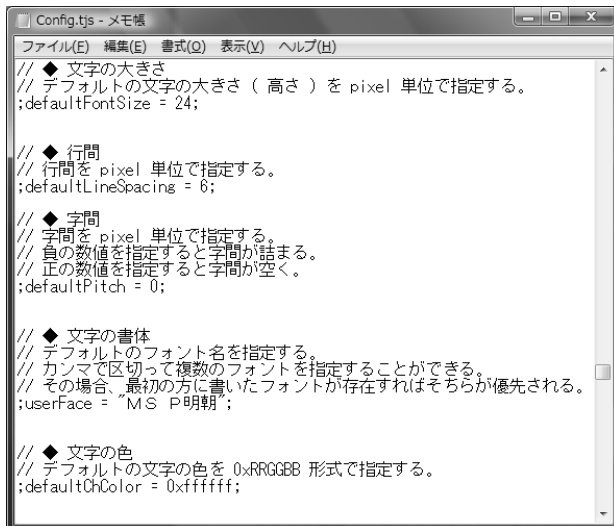 Config.tjs - メモ帳
ファイル(F) 編集(E) 書式(O) 表示(V) ヘルプ(H)
// ◆ 文字の大きさ
// デフォルトの文字の大きさ ( 高さ ) を pixel 単位で指定する。
;defaultFontSize = 24;
// ◆ 行間
// 行間を pixel 単位で指定する。
;defaultLineSpacing = 6;
// ◆ 字間
// 字間を pixel 単位で指定する。
// 負の数値を指定すると字間が詰まる。
// 正の数値を指定すると字間が空く。
;defaultPitch = 0;
// ◆ 文字の書体
// デフォルトのフォント名を指定する。
// カンマで区切って複数のフォントを指定することができる。
// その場合、最初の方に書いたフォントが存在すればそちらが優先される。
;userFace = "ＭＳ Ｐ明朝";
// ◆ 文字の色
// デフォルトの文字の色を 0xRRGGBB 形式で指定する。
;defaultChColor = 0xffffff;